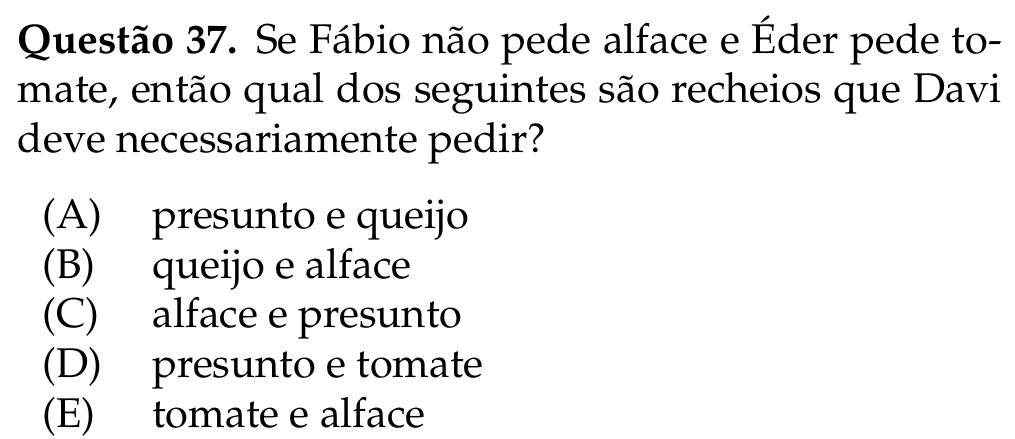 Questão 37. Se Fábio não pede alface e Éder pede to-
mate, então qual dos seguintes são recheios que Davi
deve necessariamente pedir?
(A) presunto e queijo
(B) queijo e alface
(C) alface e presunto
(D) presunto e tomate
(E) tomate e alface